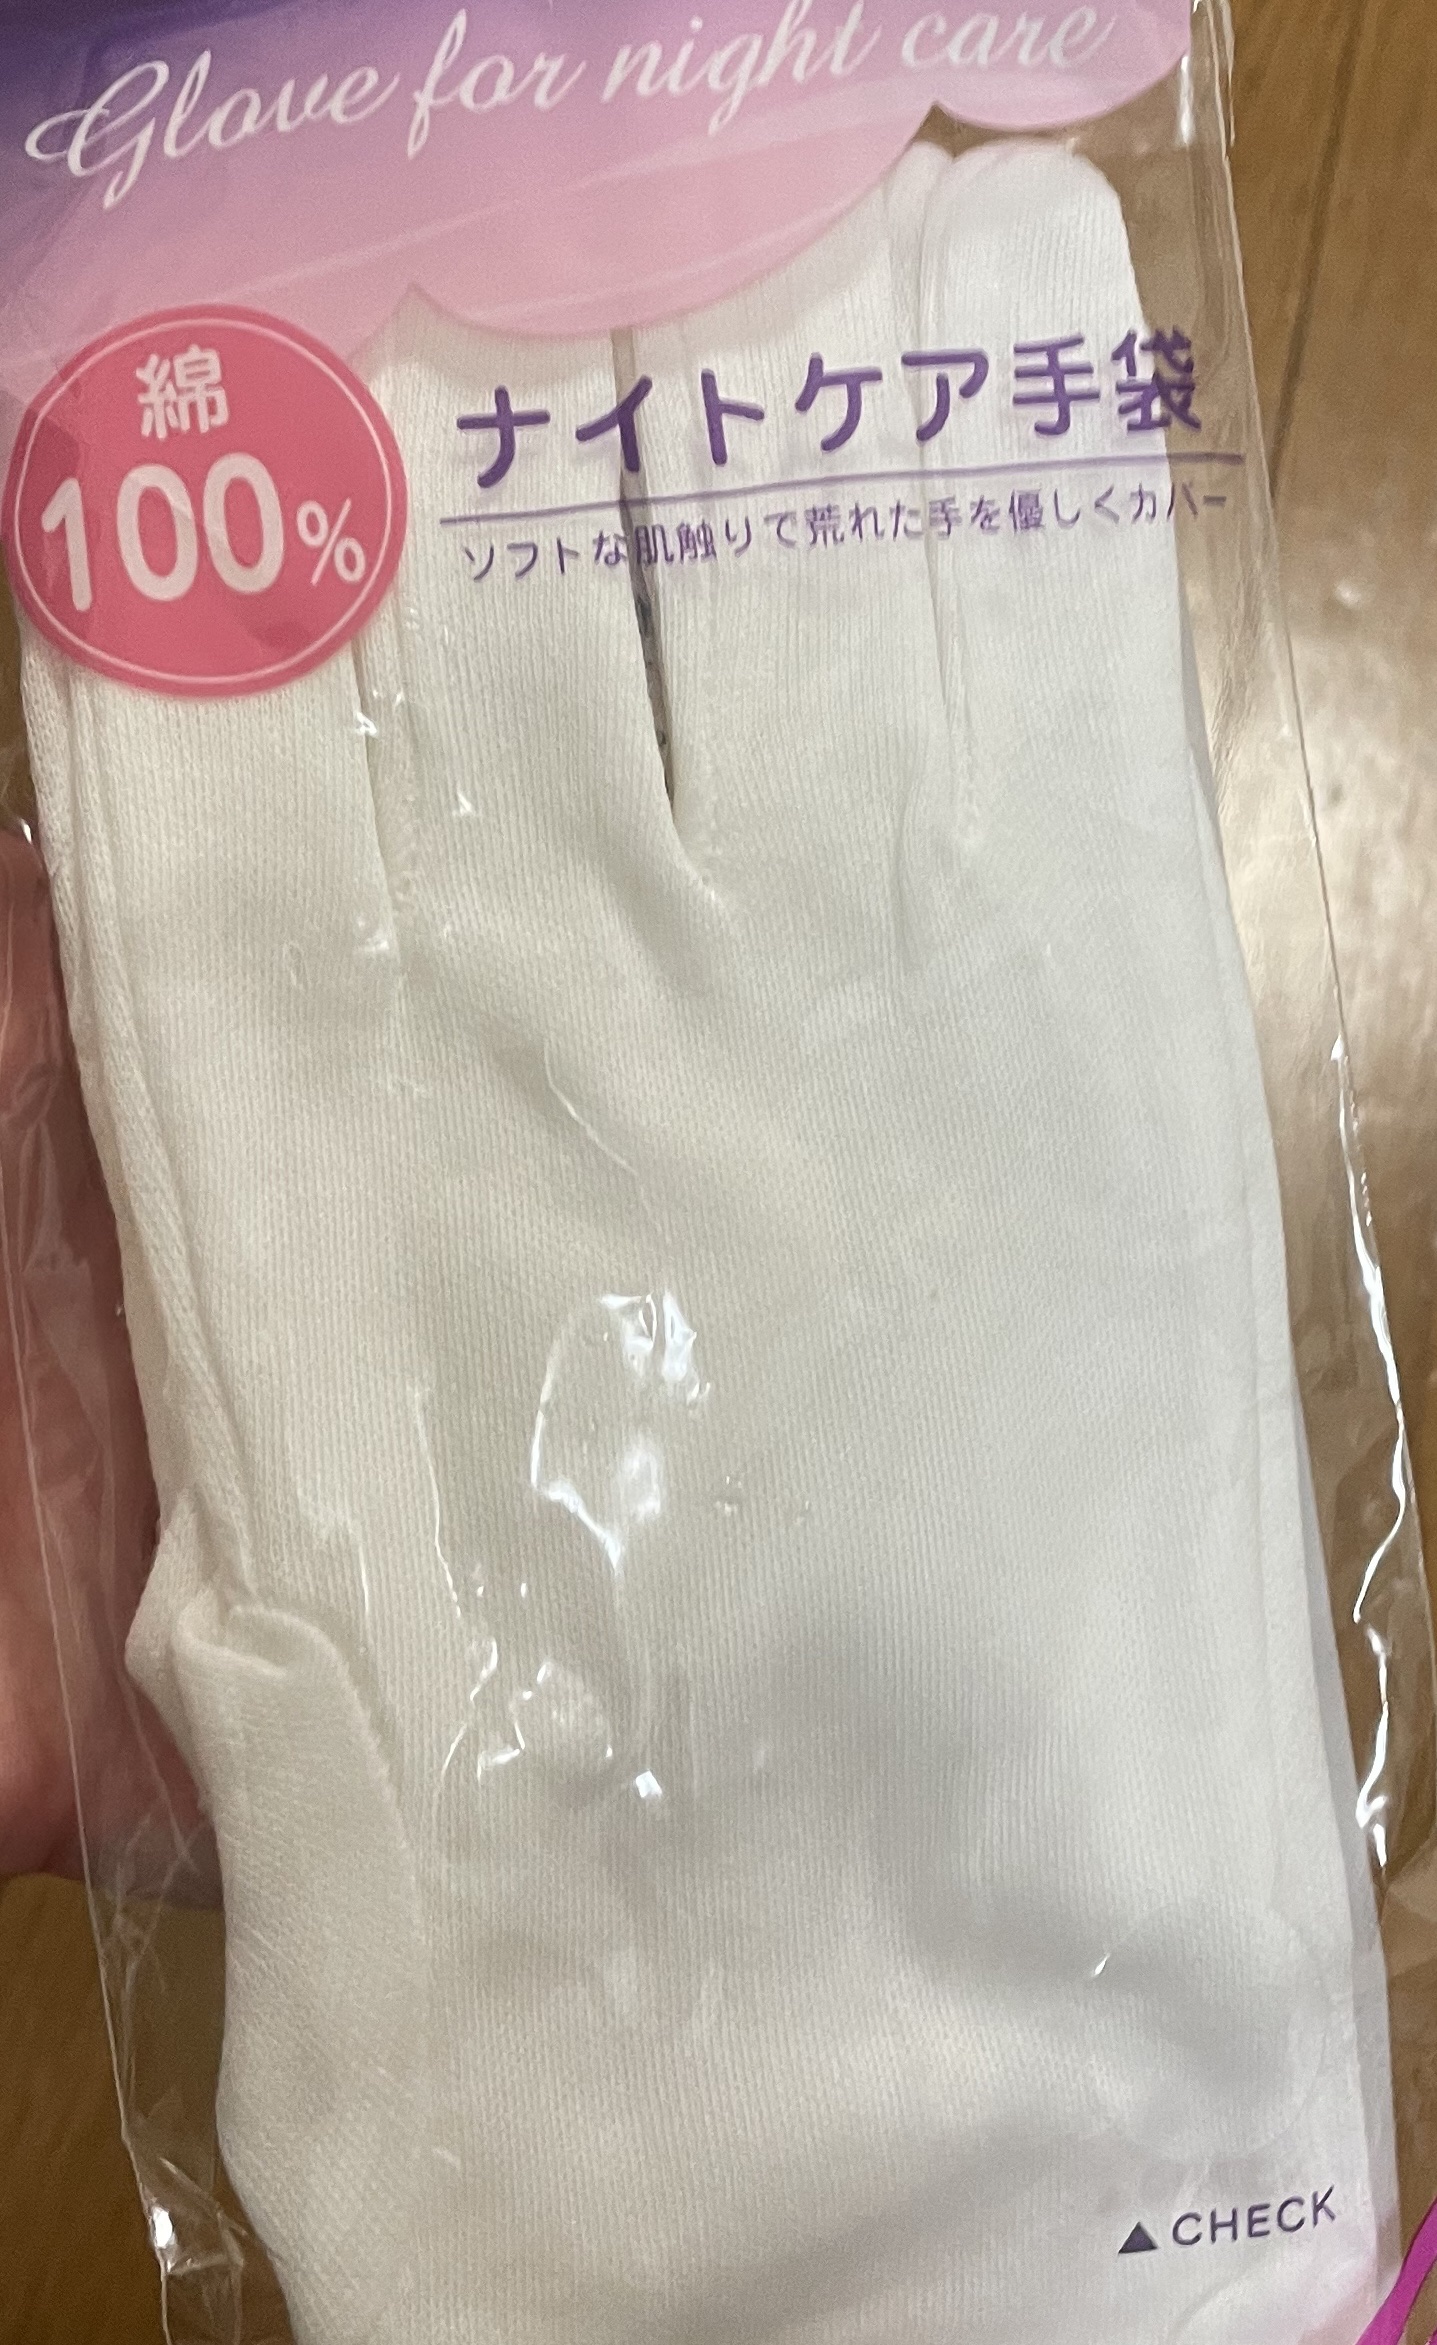 Glove for night care
綿
100%
ナイトケア手袋
ソフトな肌触りで荒れた手を優しくカバー
▲CHECK